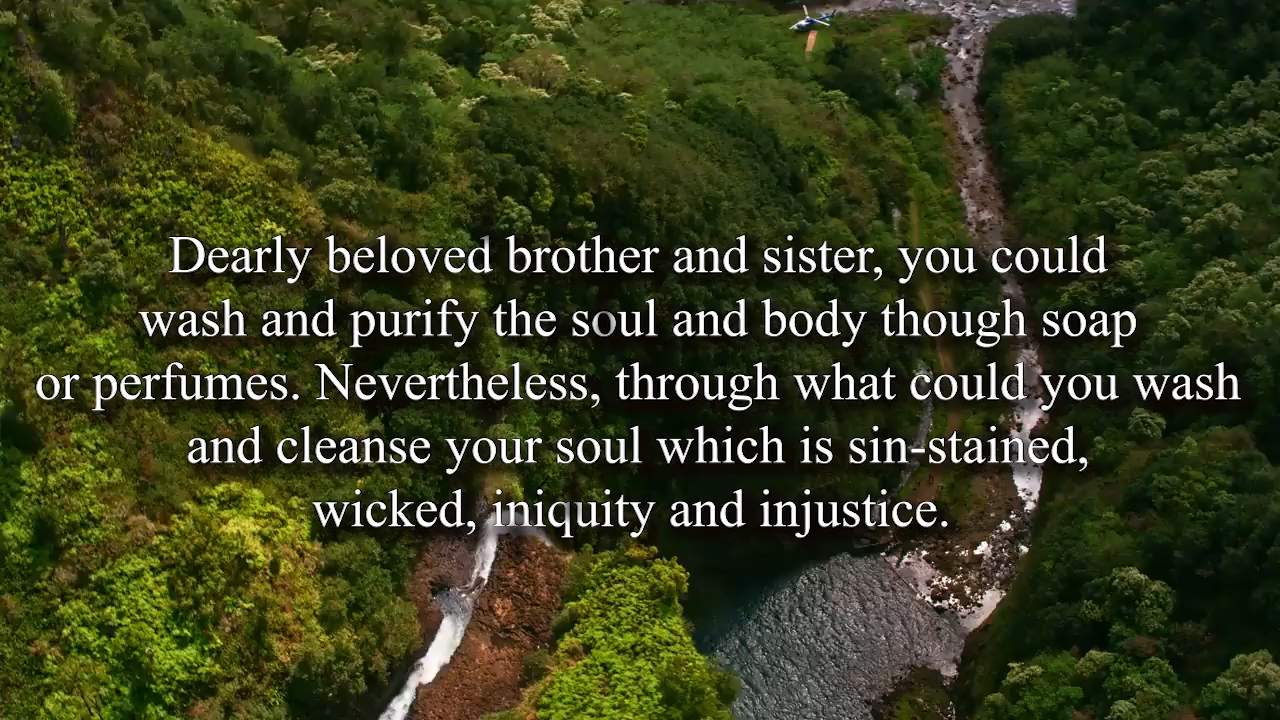 Dearly beloved brother and sister, you could
wash and purify the soul and body though soap
or perfumes. Nevertheless, through what could you wash
and cleanse your soul which is sin-stained,
wicked, iniquity and injustice.